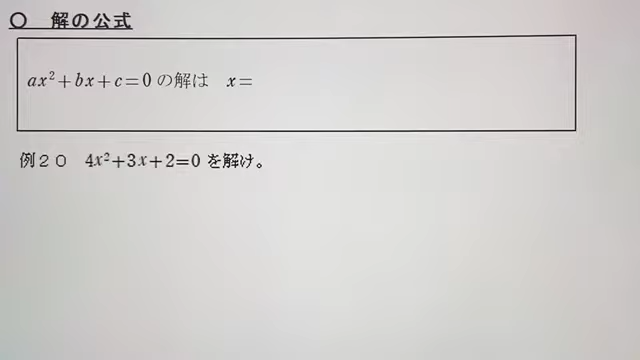 ○　解の公式
ax²+bx+c=0 の解は　x=
例20　4x²+3x+2=0 を解け。